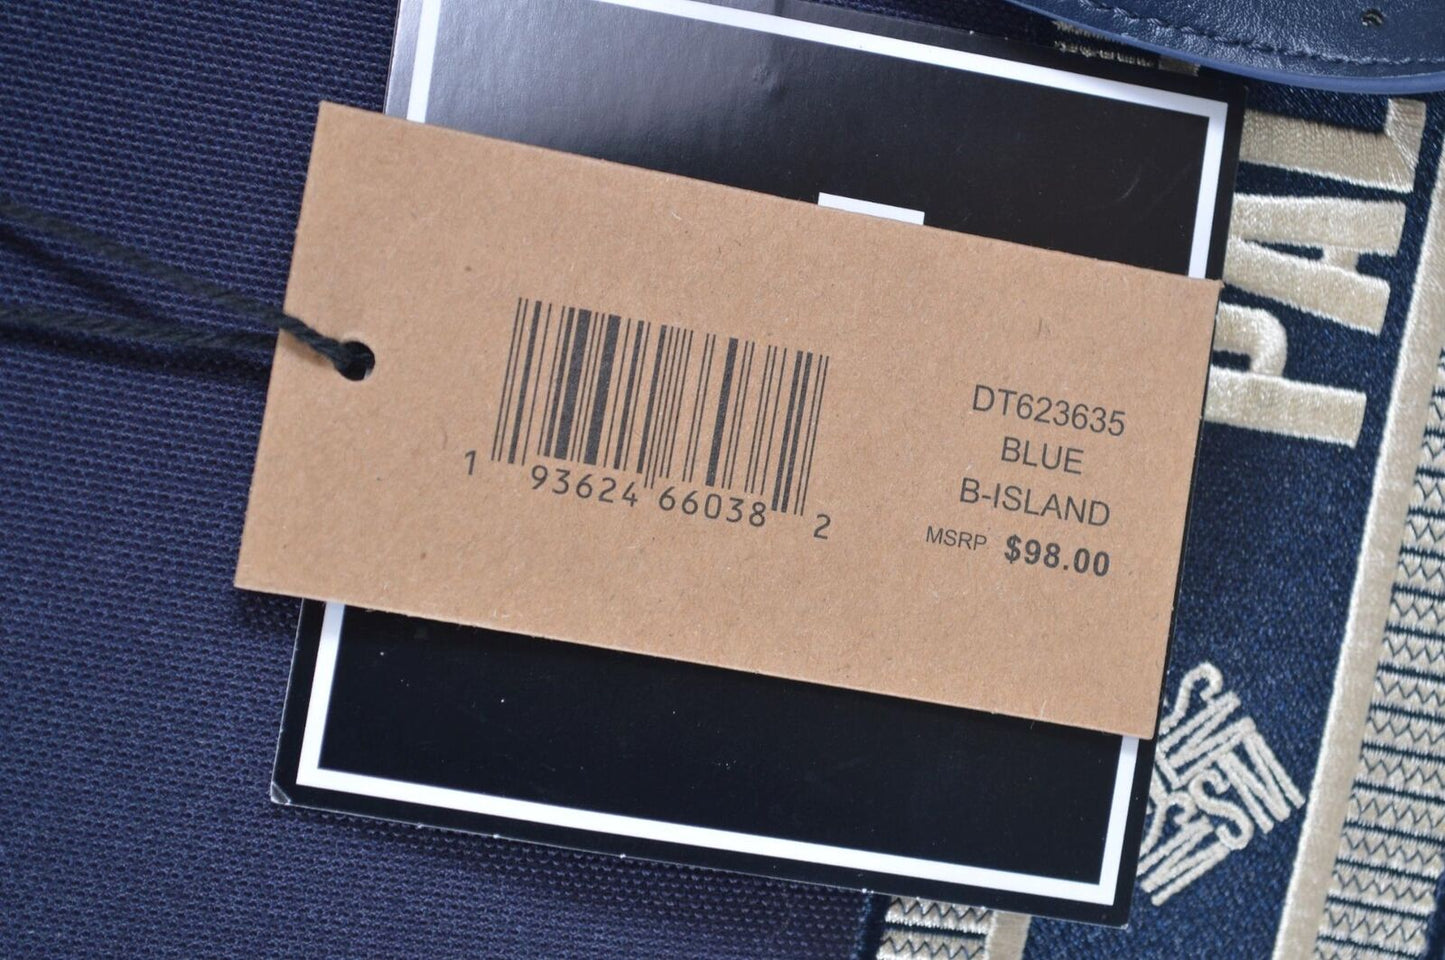 1 93624 66038 2
DT623635
BLUE
B-ISLAND
MSRP $98.00
PAL